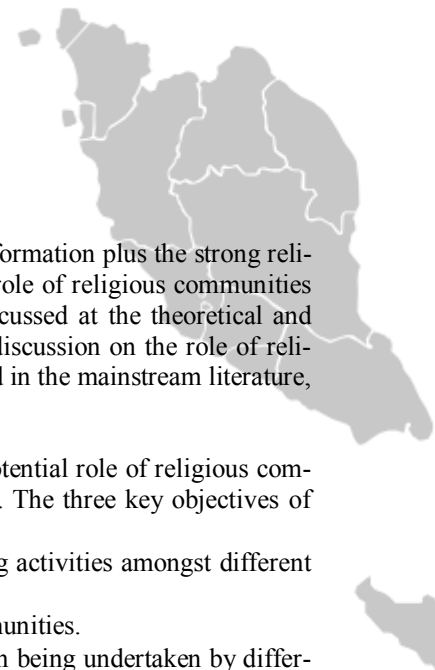 formation plus the strong reli-
role of religious communities
cussed at the theoretical and
discussion on the role of reli-
d in the mainstream literature,
otential role of religious com-
. The three key objectives of
g activities amongst different
munities.
n being undertaken by differ-